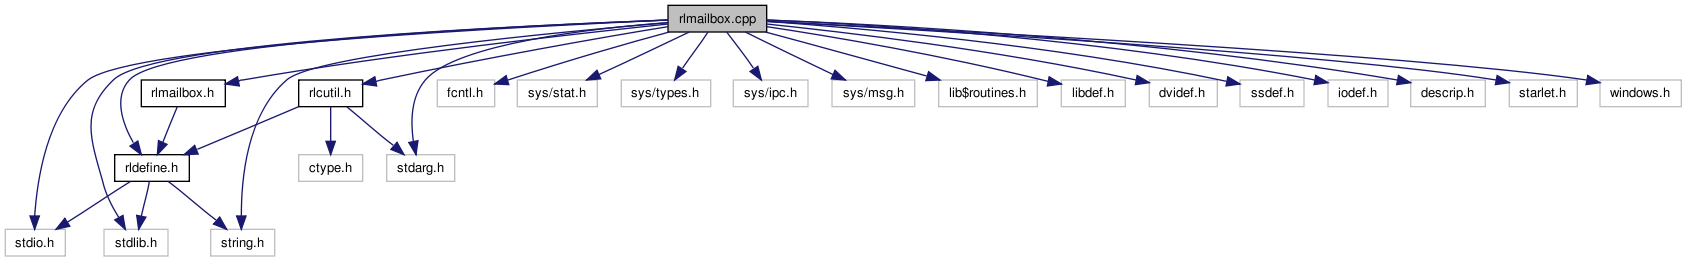 rlmailbox.cpp
rlmailbox.h
rlcutil.h
fcntl.h
sys/stat.h
sys/types.h
sys/ipc.h
sys/msg.h
lib$routines.h
libdef.h
dvidef.h
ssdef.h
iodef.h
descrip.h
starlet.h
windows.h
rldefine.h
ctype.h
stdarg.h
stdio.h
stdlib.h
string.h